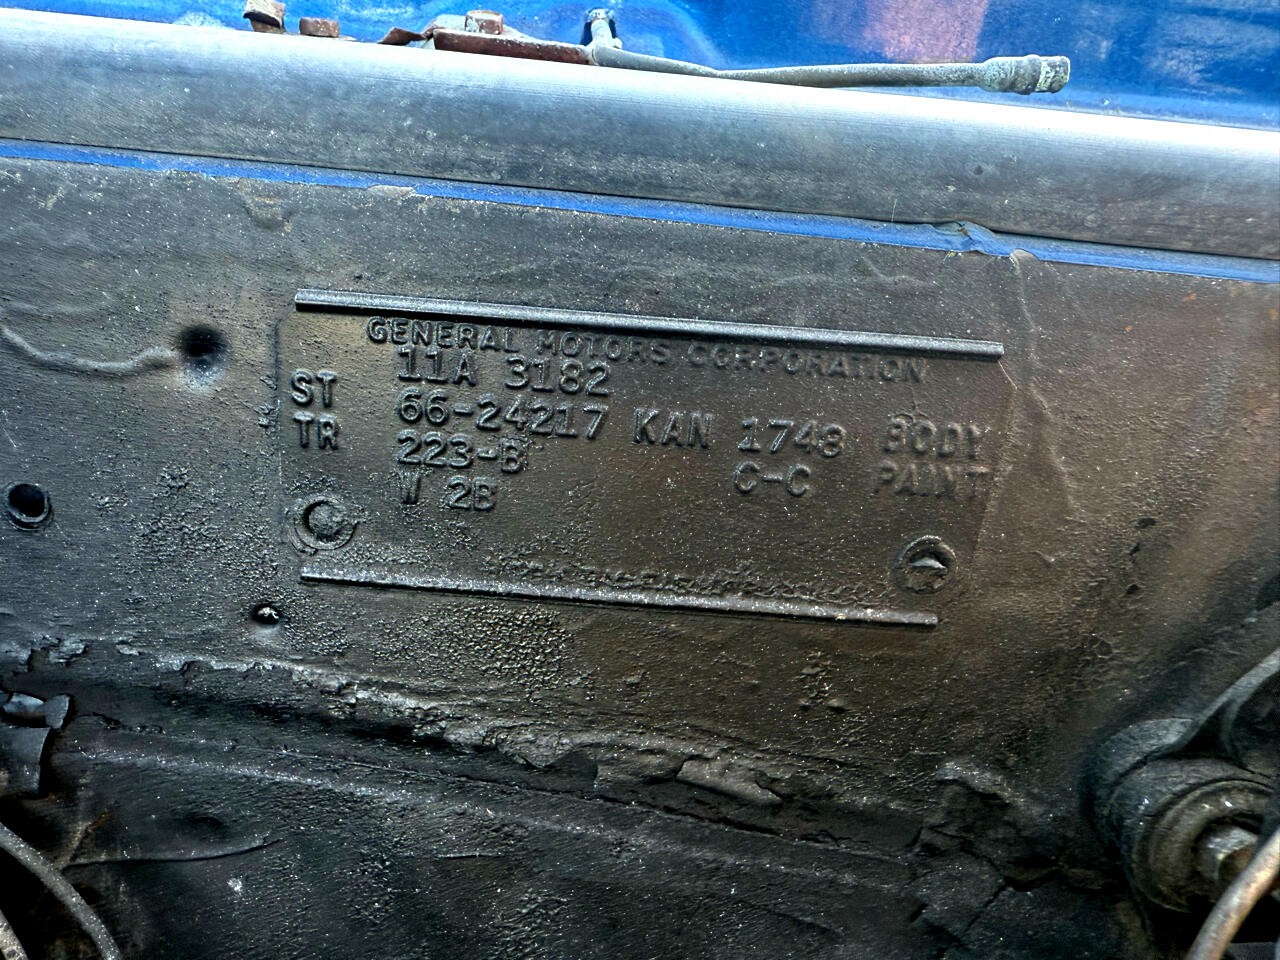 GENERAL MOTORS CORPORATION
11A 3182
ST 66-24217 KAN 1748 BODY
TR 223-B C-C PAINT
W 2B